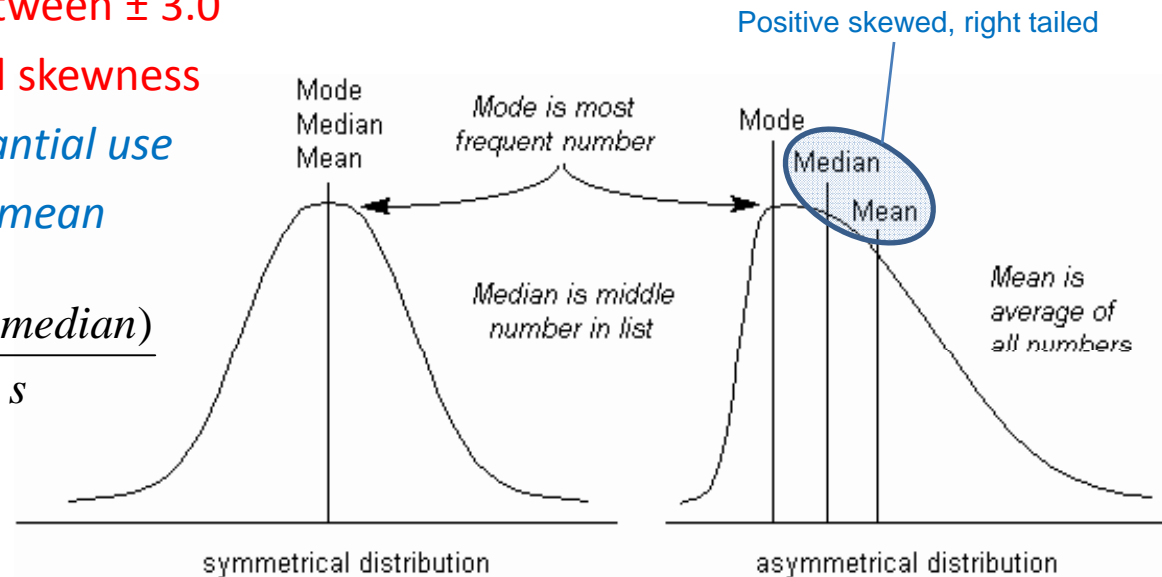 tween ± 3.0
skewness
antial use
mean
median)
s
Positive skewed, right tailed
Mode
Median
Mean
Mode is most
frequent number
Mode
Median
Mean
Median is middle
number in list
Mean is
average of
all numbers
symmetrical distribution
asymmetrical distribution